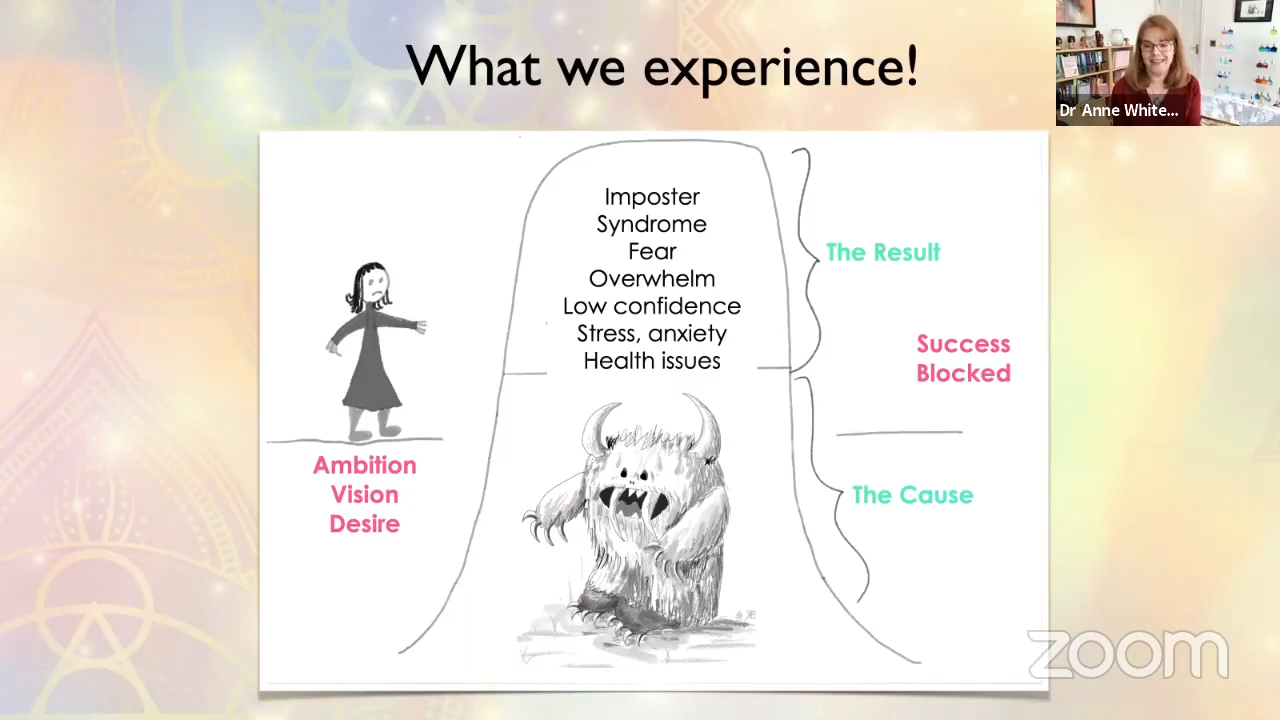 What we experience!
Dr Anne White...
Imposter
Syndrome
Fear
Overwhelm
Low confidence
Stress, anxiety
Health issues
The Result
Success
Blocked
Ambition
Vision
Desire
The Cause
zoom